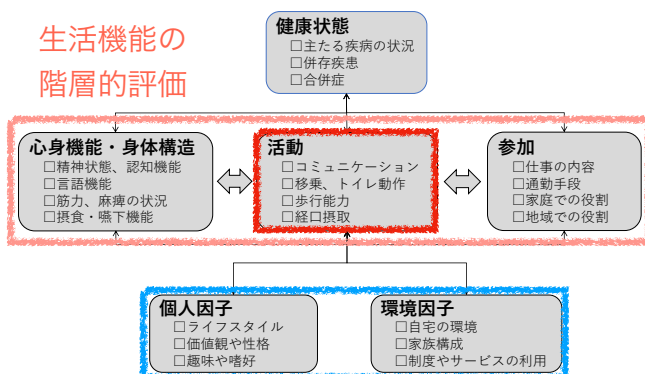 生活機能の
階層的評価
健康状態
□主たる疾病の状況
□併存疾患
□合併症
心身機能・身体構造
□精神状態、認知機能
□言語機能
□筋力、麻痺の状況
□摂食・嚥下機能
活動
□コミュニケーション
□移乗、トイレ動作
□歩行能力
□経口摂取
参加
□仕事の内容
□通勤手段
□家庭での役割
□地域での役割
個人因子
□ライフスタイル
□価値観や性格
□趣味や嗜好
環境因子
□自宅の環境
□家族構成
□制度やサービスの利用